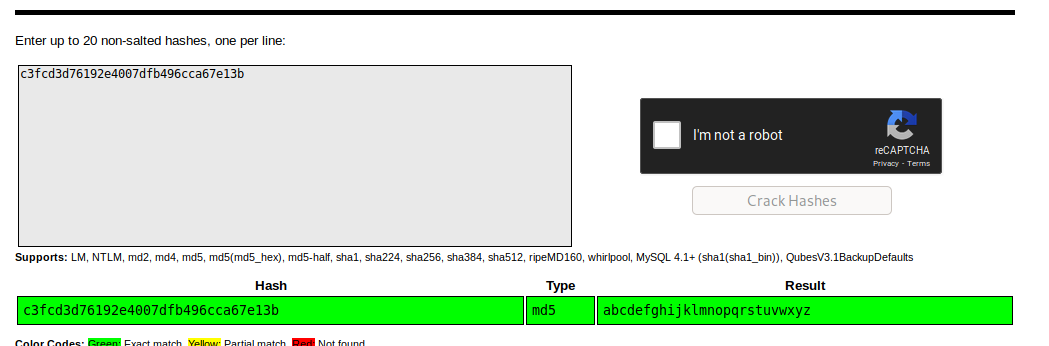 Enter up to 20 non-salted hashes, one per line:
c3fcd3d76192e4007dfb496cca67e13b
I'm not a robot
reCAPTCHA
Privacy - Terms
Crack Hashes
Supports: LM, NTLM, md2, md4, md5, md5(md5_hex), md5-half, sha1, sha224, sha256, sha384, sha512, ripeMD160, whirlpool, MySQL 4.1+ (sha1(sha1_bin)), QubesV3.1BackupDefaults
Hash Type Result
c3fcd3d76192e4007dfb496cca67e13b md5 abcdefghijklmnopqrstuvwxyz
Color Codes: Green: Exact match, Yellow: Partial match, Red: Not found.